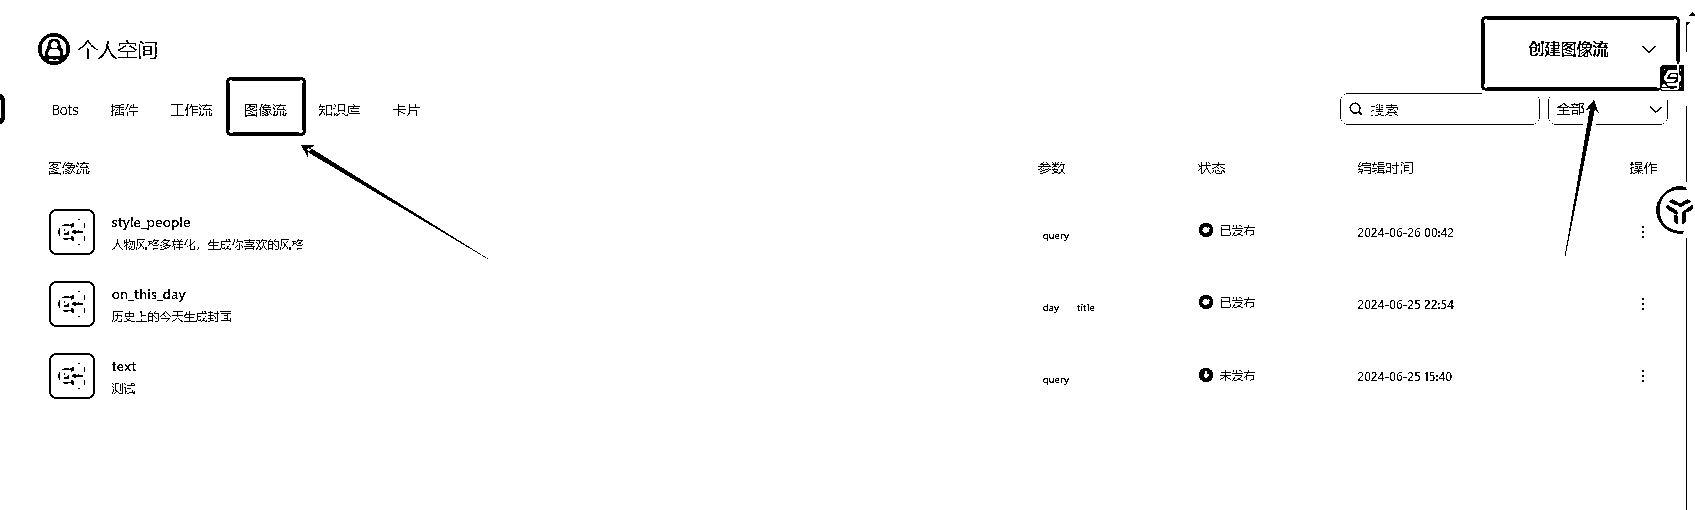 个人空间
创建图像流
Bots 插件 工作流 图像流 知识库 卡片
搜索 全部
图像流 参数 状态 编辑时间 操作
style_people
人物风格多样化，生成你喜欢的风格
query 已发布 2024-06-26 00:42
on_this_day
历史上的今天生成封面
day title 已发布 2024-06-25 22:54
text
测试
query 未发布 2024-06-25 15:40